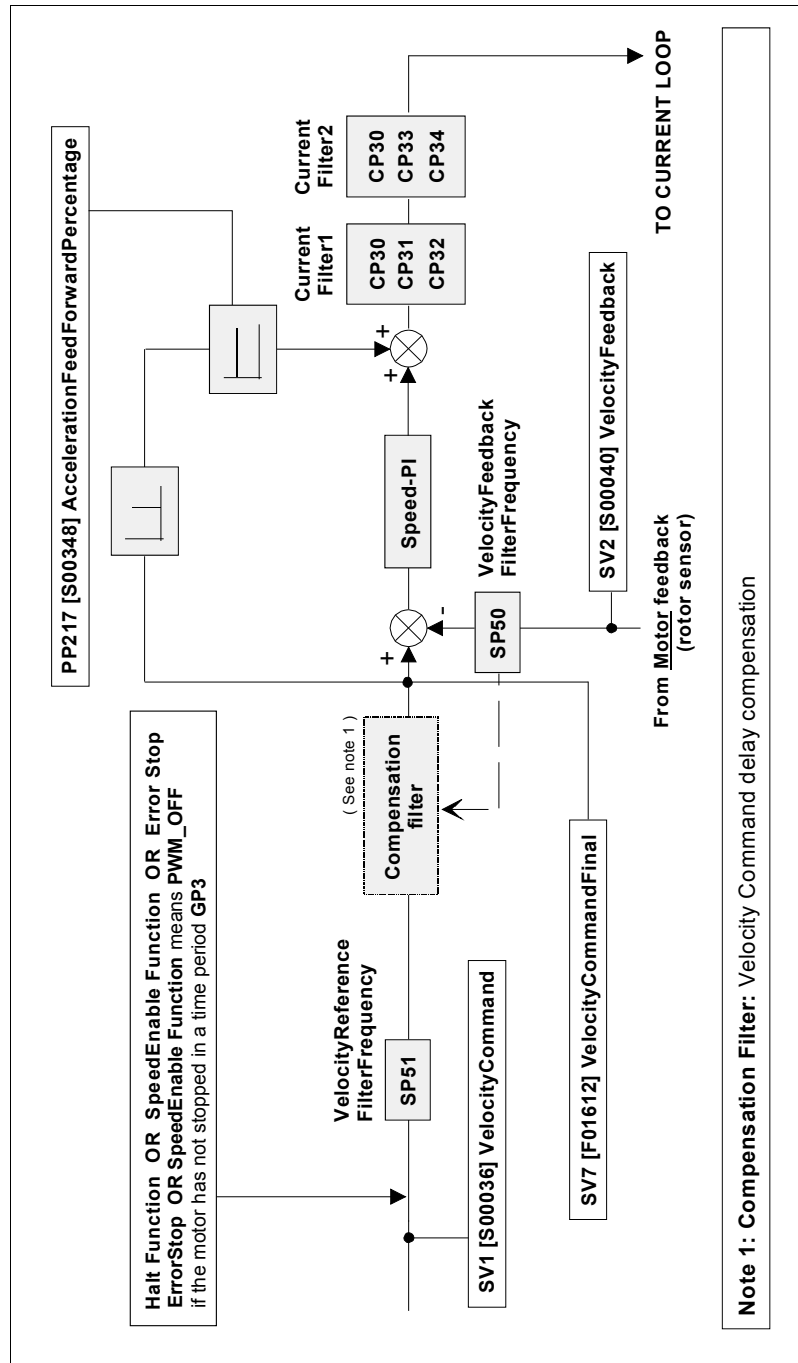 Halt Function OR SpeedEnable Function OR Error Stop
ErrorStop OR SpeedEnable Function means PWM_OFF
if the motor has not stopped in a time period GP3
PP217 [S00348] AccelerationFeedForwardPercentage
VelocityReference
FilterFrequency
SP51
( See note 1 )
Compensation
filter
+
-
Speed-PI
+
+
Current
Filter1
CP30
CP31
CP32
Current
Filter2
CP30
CP33
CP34
SP50
VelocityFeedback
FilterFrequency
SV1 [S00036] VelocityCommand
SV7 [F01612] VelocityCommandFinal
From Motor feedback
(rotor sensor)
SV2 [S00040] VelocityFeedback
TO CURRENT LOOP
Note 1: Compensation Filter: Velocity Command delay compensation